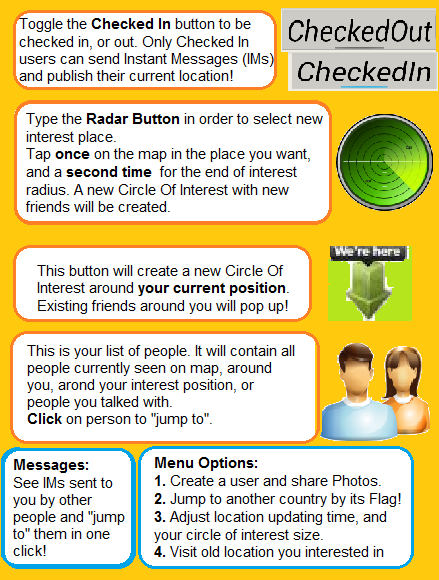 Toggle the Checked In button to be
checked in, or out. Only Checked In
users can send Instant Messages (IMs)
and publish their current location!
CheckedOut
CheckedIn
Type the Radar Button in order to select new
interest place.
Tap once on the map in the place you want,
and a second time for the end of interest
radius. A new Circle Of Interest with new
friends will be created.
We're here
This button will create a new Circle Of
Interest around your current position.
Existing friends around you will pop up!
This is your list of people. It will contain all
people currently seen on map, around
you, arond your interest position, or
people you talked with.
Click on person to "jump to".
Messages:
See IMs sent to
you by other
people and "jump
to" them in one
click!
Menu Options:
1. Create a user and share Photos.
2. Jump to another country by its Flag!
3. Adjust location updating time, and
your circle of interest size.
4. Visit old location you interested in